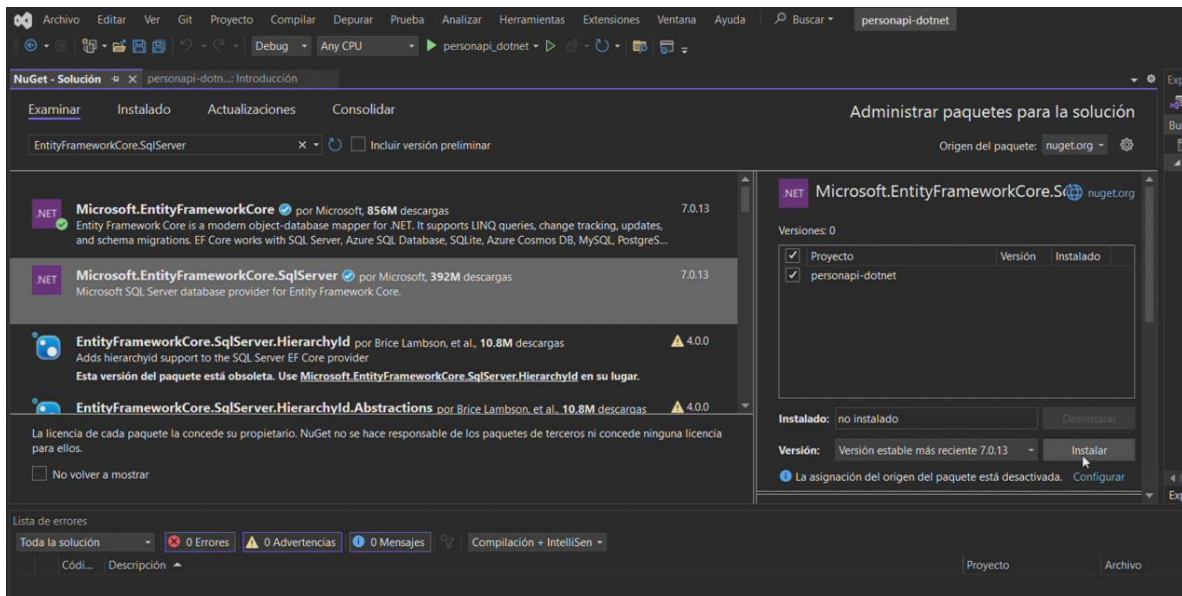 Archivo Editar Ver Git Proyecto Compilar Depurar Prueba Analizar Herramientas Extensiones Ventana Ayuda Buscar personapi-dotnet
Debug Any CPU personapi_dotnet
NuGet - Solución personapi-dotn...: Introducción
Examinar Instalado Actualizaciones Consolidar
Administrar paquetes para la solución
EntityFrameworkCore.SqlServer Incluir versión preliminar
Origen del paquete: nuget.org
.NET Microsoft.EntityFrameworkCore por Microsoft, 856M descargas 7.0.13
Entity Framework Core is a modern object-database mapper for .NET. It supports LINQ queries, change tracking, updates,
and schema migrations. EF Core works with SQL Server, Azure SQL Database, SQLite, Azure Cosmos DB, MySQL, PostgreS...
.NET Microsoft.EntityFrameworkCore.SqlServer por Microsoft, 392M descargas 7.0.13
Microsoft SQL Server database provider for Entity Framework Core.
EntityFrameworkCore.SqlServer.HierarchyId por Brice Lambson, et al., 10.8M descargas 4.0.0
Adds hierarchyid support to the SQL Server EF Core provider
Esta versión del paquete está obsoleta. Use Microsoft.EntityFrameworkCore.SqlServer.HierarchyId en su lugar.
EntityFrameworkCore.SqlServer.HierarchyId.Abstractions por Brice Lambson, et al., 10.8M descargas 4.0.0
La licencia de cada paquete la concede su propietario. NuGet no se hace responsable de los paquetes de terceros ni concede ninguna licencia
para ellos.
No volver a mostrar
.NET Microsoft.EntityFrameworkCore.S nuget.org
Versiones: 0
Proyecto Versión Instalado
personapi-dotnet
Instalado: no instalado Desinstalar
Versión: Versión estable más reciente 7.0.13 Instalar
La asignación del origen del paquete está desactivada. Configurar
Exp
Bu
Exp
Lista de errores
Toda la solución 0 Errores 0 Advertencias 0 Mensajes Compilación + IntelliSen
Códi... Descripción Proyecto Archivo